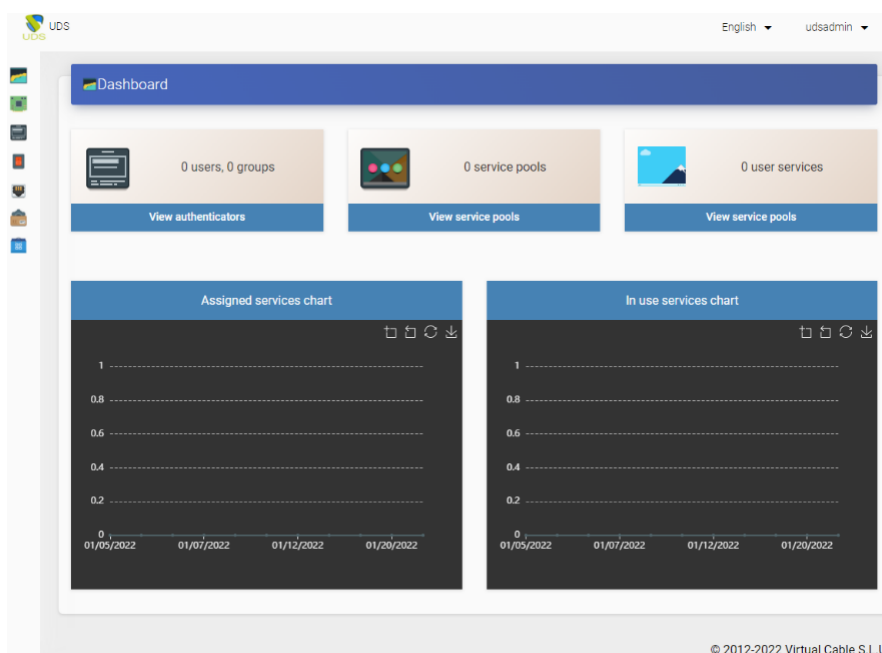 UDS
UDS
English
udsadmin
Dashboard
0 users, 0 groups
View authenticators
0 service pools
View service pools
0 user services
View service pools
Assigned services chart
1
0.8
0.6
0.4
0.2
0
01/05/2022 01/07/2022 01/12/2022 01/20/2022
In use services chart
1
0.8
0.6
0.4
0.2
0
01/05/2022 01/07/2022 01/12/2022 01/20/2022
© 2012-2022 Virtual Cable S.L.U